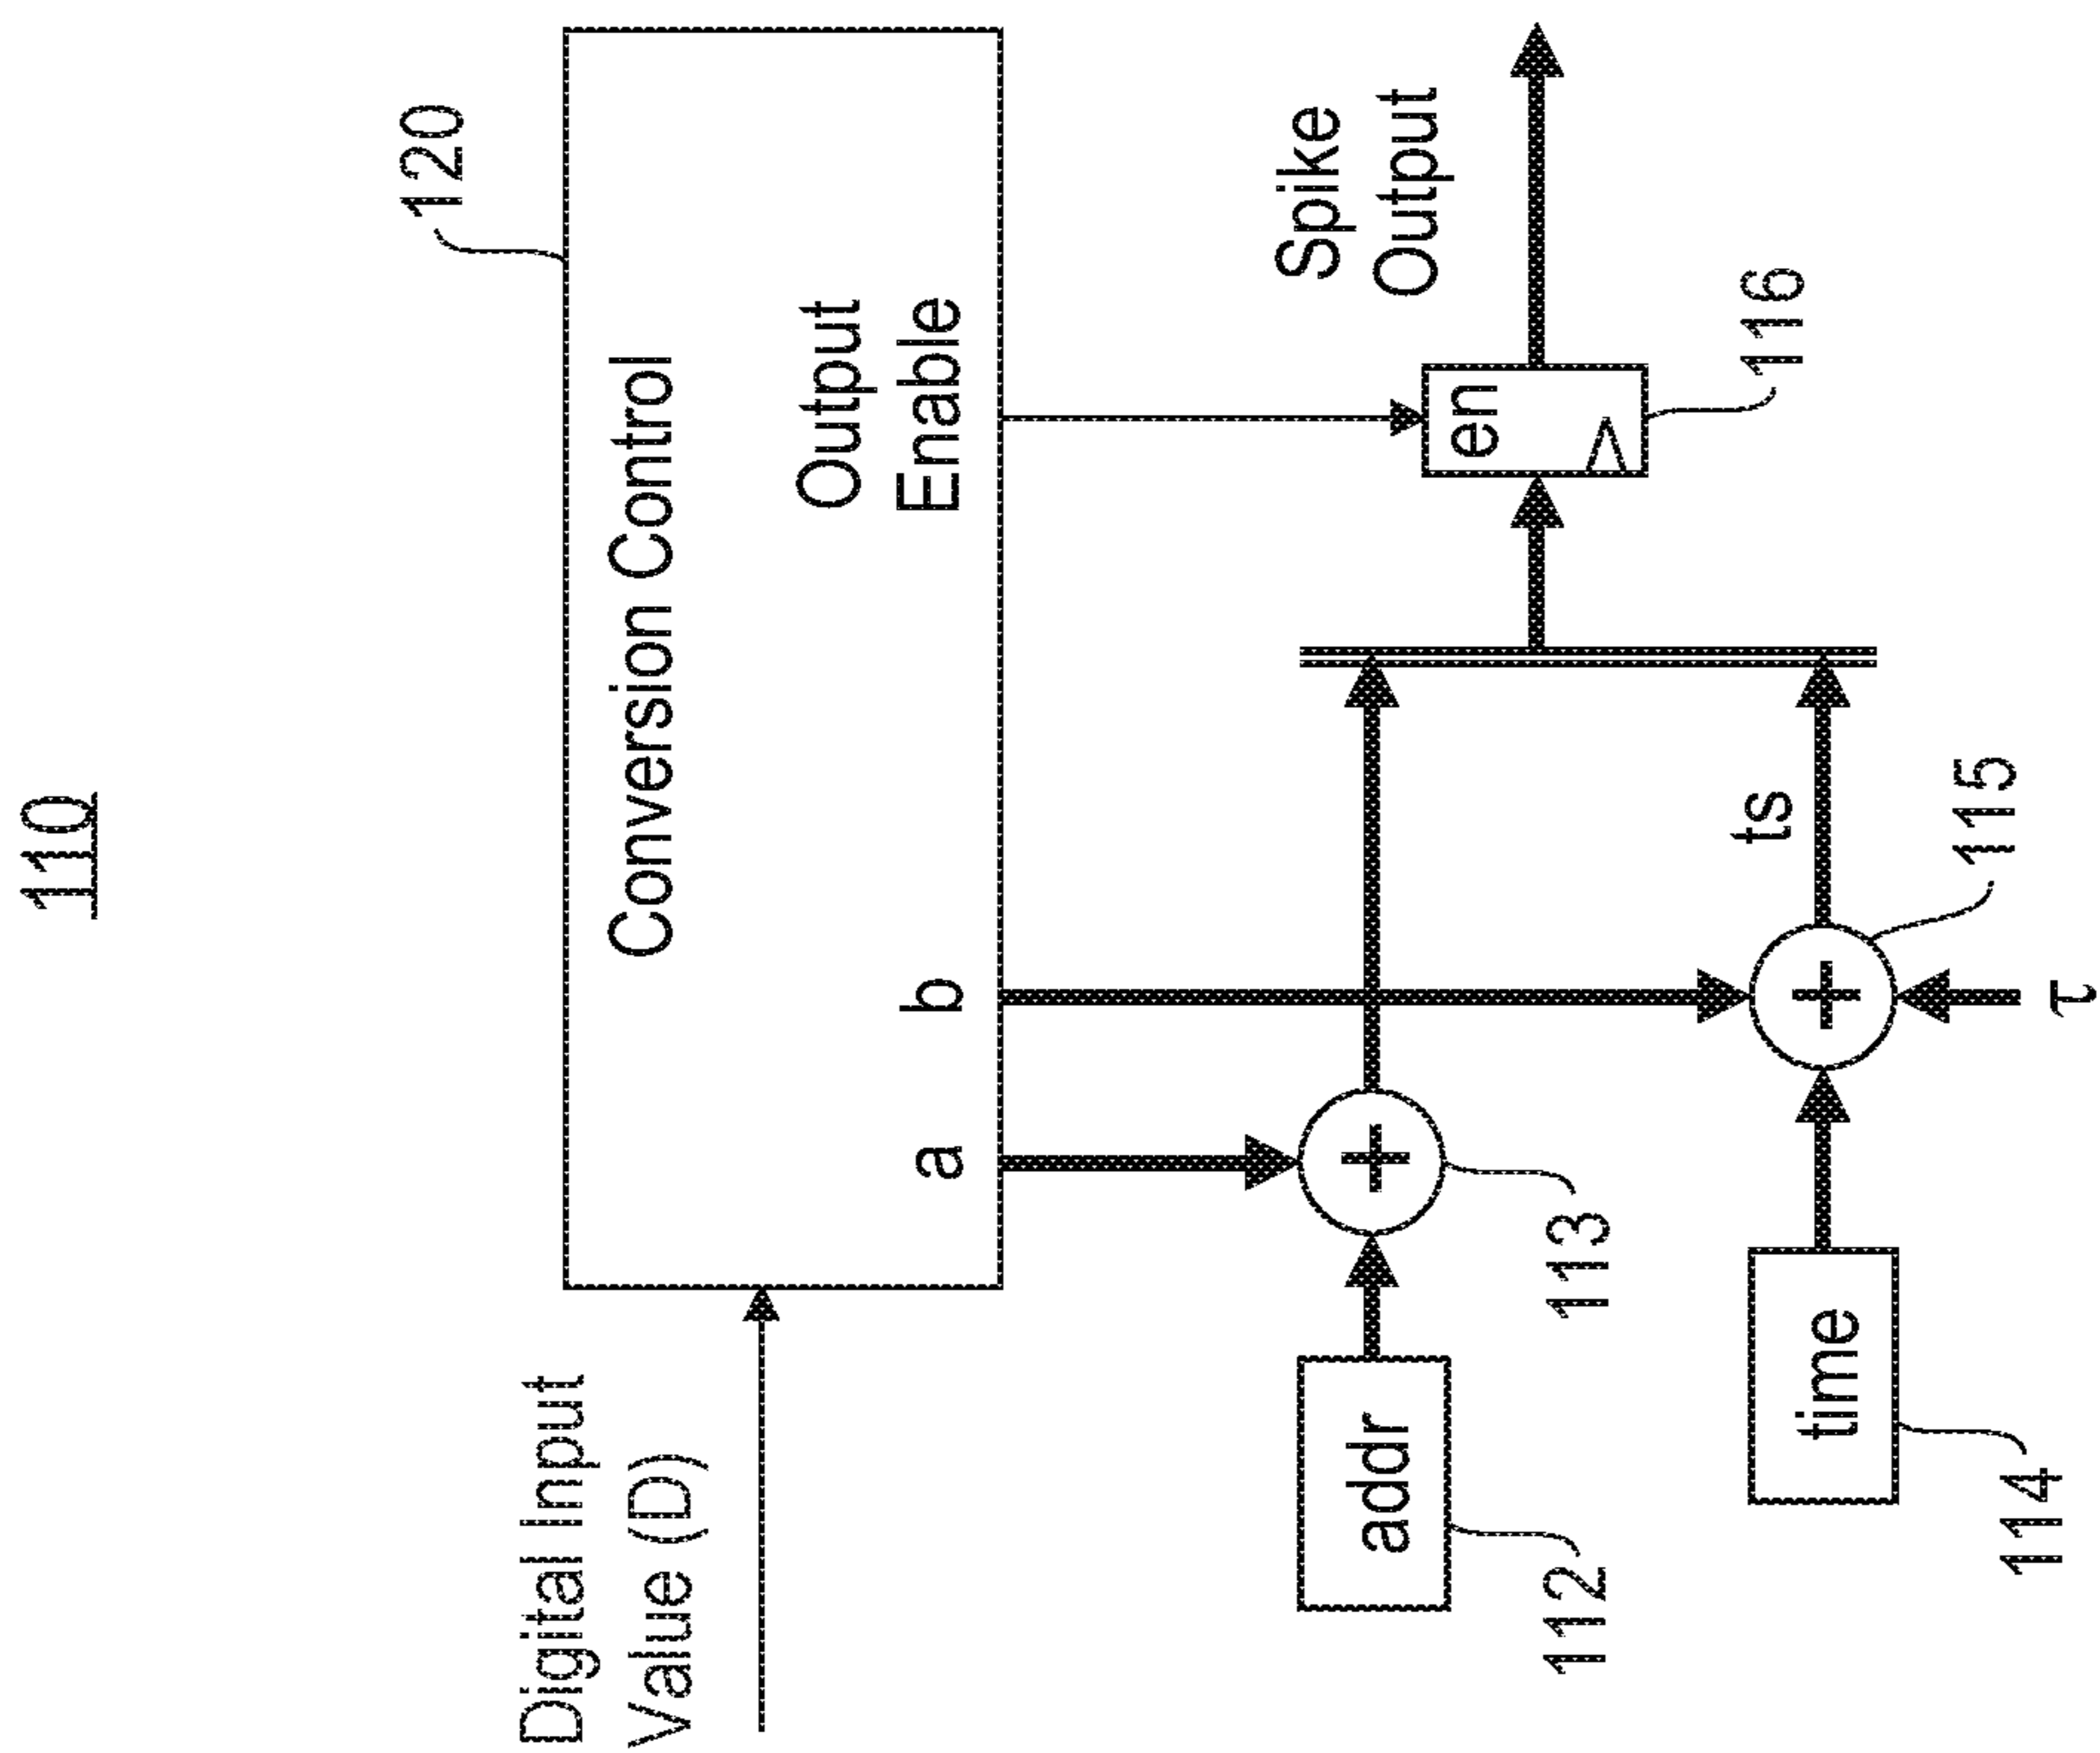 110
120
Conversion Control
Digital Input
Value (D)
a
b
Output
Enable
Spike
Output
addr
+
en
112
113
116
time
+
ts
114
τ
115